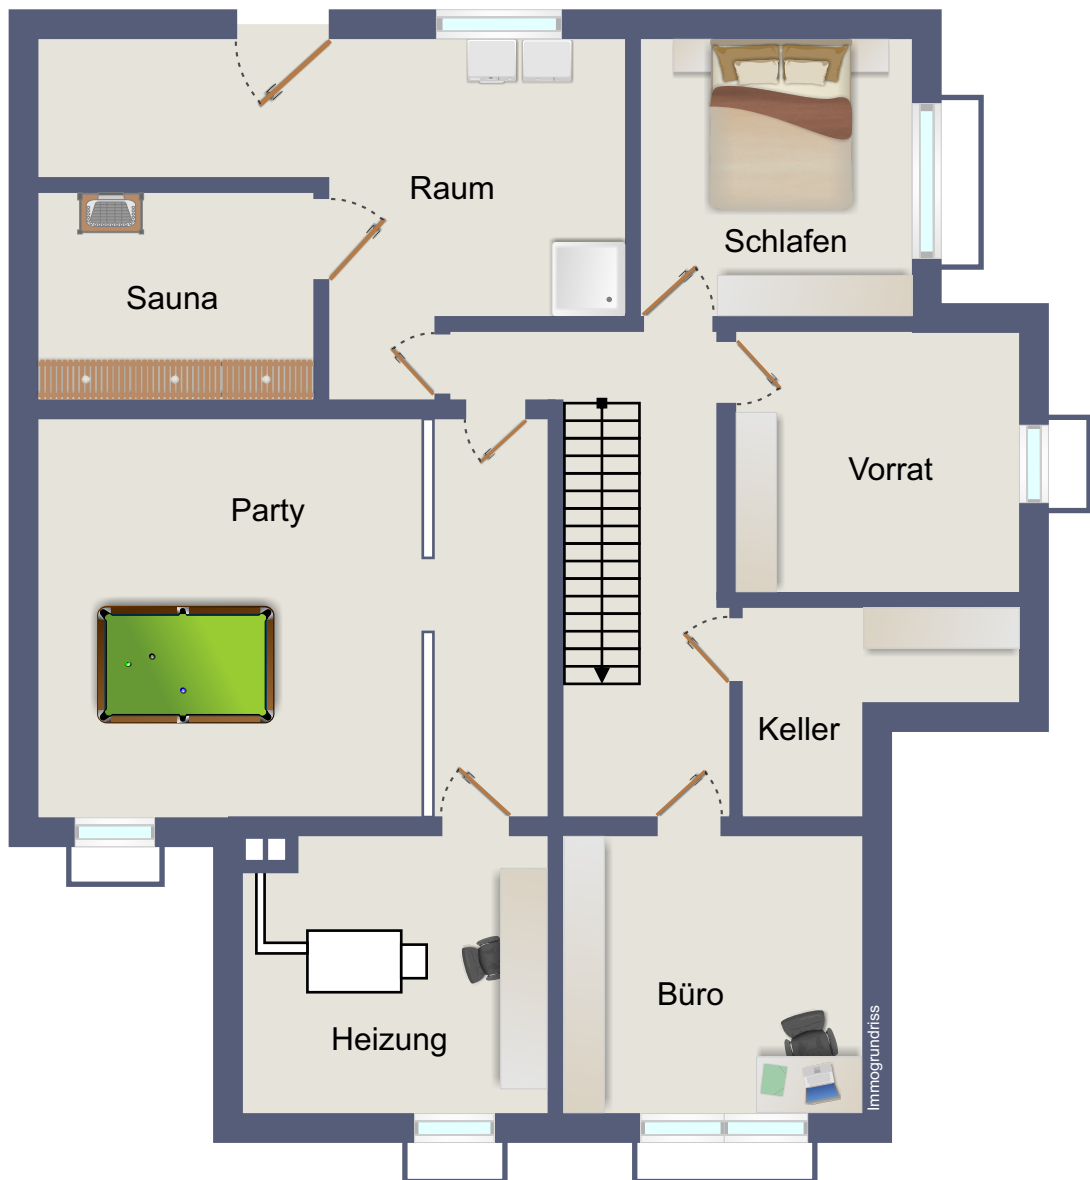 Raum
Schlafen
Sauna
Vorrat
Party
Keller
Büro
Heizung
Immogrundriss